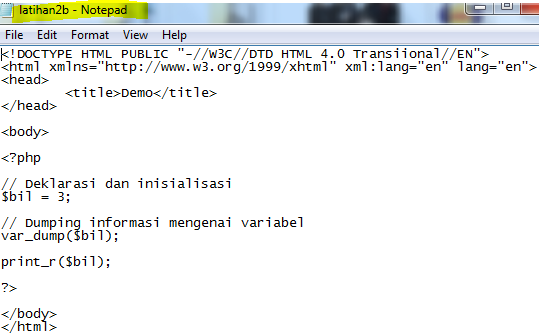 latihan2b - Notepad
File Edit Format View Help
<!DOCTYPE HTML PUBLIC "-//W3C//DTD HTML 4.0 Transiional//EN">
<html xmlns="http://www.w3.org/1999/xhtml" xml:lang="en" lang="en">
<head>
	<title>Demo</title>
</head>
<body>
<?php
// Deklarasi dan inisialisasi
$bil = 3;
// Dumping informasi mengenai variabel
var_dump($bil);
print_r($bil);
?>
</body>
</html>